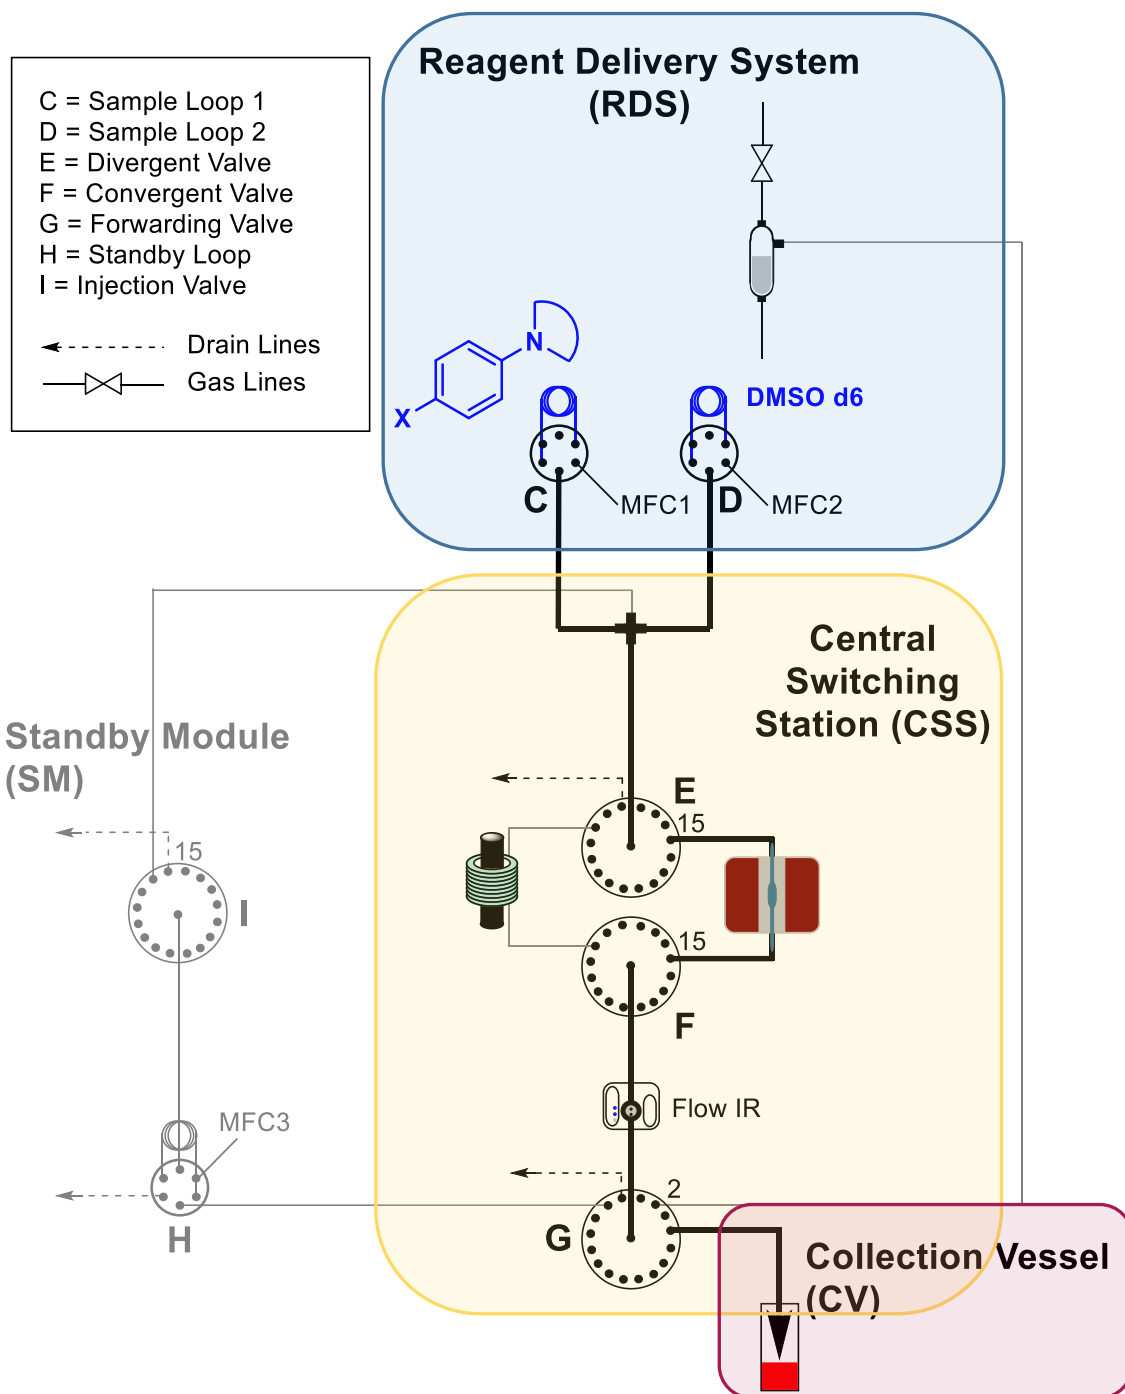 Reagent Delivery System
(RDS)
C = Sample Loop 1
D = Sample Loop 2
E = Divergent Valve
F = Convergent Valve
G = Forwarding Valve
H = Standby Loop
I = Injection Valve
Drain Lines
Gas Lines
N
X
DMSO d6
C
MFC1
D
MFC2
Central
Switching
Station (CSS)
Standby Module
(SM)
E
15
15
I
15
F
MFC3
Flow IR
2
H
G
Collection Vessel
(CV)